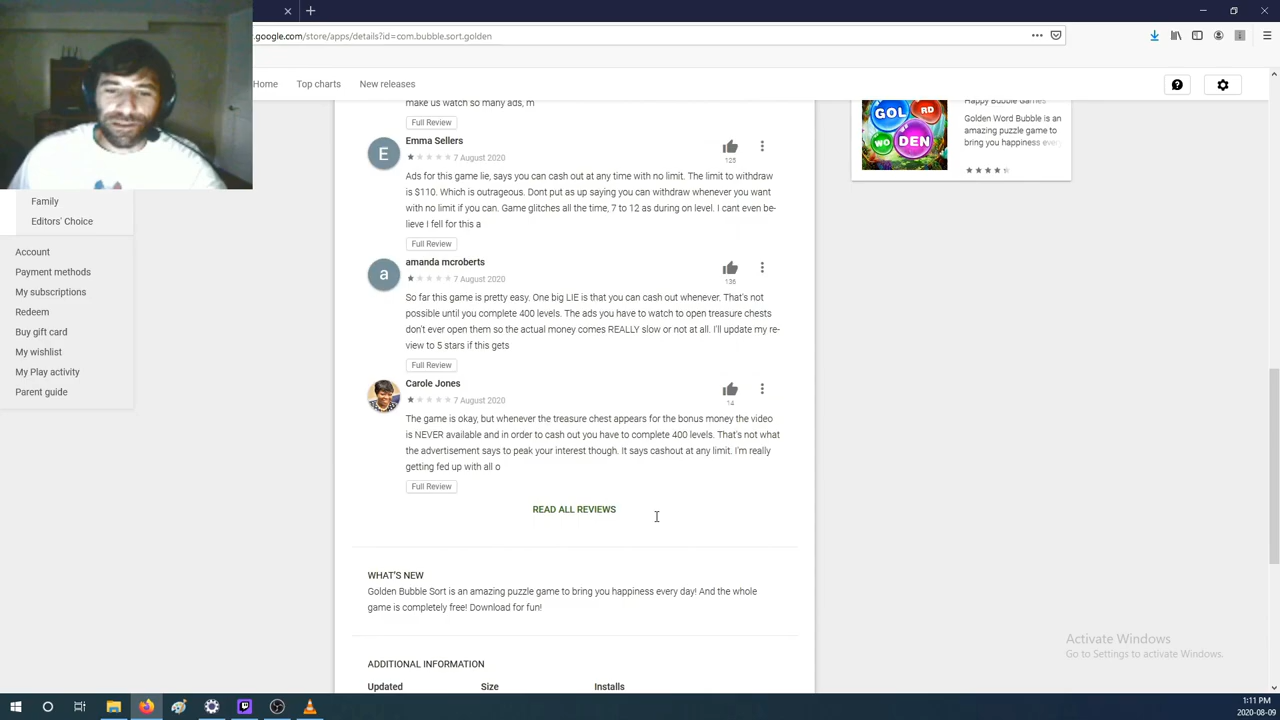 .google.com/store/apps/details?id=com.bubble.sort.golden
Home Top charts New releases
make us watch so many ads, m
Full Review
E
Emma Sellers
7 August 2020
125
Ads for this game lie, says you can cash out at any time with no limit. The limit to withdraw
is $110. Which is outrageous. Dont put as up saying you can withdraw whenever you want
with no limit if you can. Game glitches all the time, 7 to 12 as during on level. I cant even be-
lieve I fell for this a
Full Review
a
amanda mcroberts
7 August 2020
136
So far this game is pretty easy. One big LIE is that you can cash out whenever. That's not
possible until you complete 400 levels. The ads you have to watch to open treasure chests
don't ever open them so the actual money comes REALLY slow or not at all. I'll update my re-
view to 5 stars if this gets
Full Review
Carole Jones
7 August 2020
14
The game is okay, but whenever the treasure chest appears for the bonus money the video
is NEVER available and in order to cash out you have to complete 400 levels. That's not what
the advertisement says to peak your interest though. It says cashout at any limit. I'm really
getting fed up with all o
Full Review
READ ALL REVIEWS
WHAT'S NEW
Golden Bubble Sort is an amazing puzzle game to bring you happiness every day! And the whole
game is completely free! Download for fun!
ADDITIONAL INFORMATION
Updated Size Installs
Family
Editors' Choice
Account
Payment methods
My subscriptions
Redeem
Buy gift card
My wishlist
My Play activity
Parent guide
GOL RD
WO DEN
Happy Bubble Games
Golden Word Bubble is an
amazing puzzle game to
bring you happiness every
Activate Windows
Go to Settings to activate Windows.
1:11 PM
2020-08-09